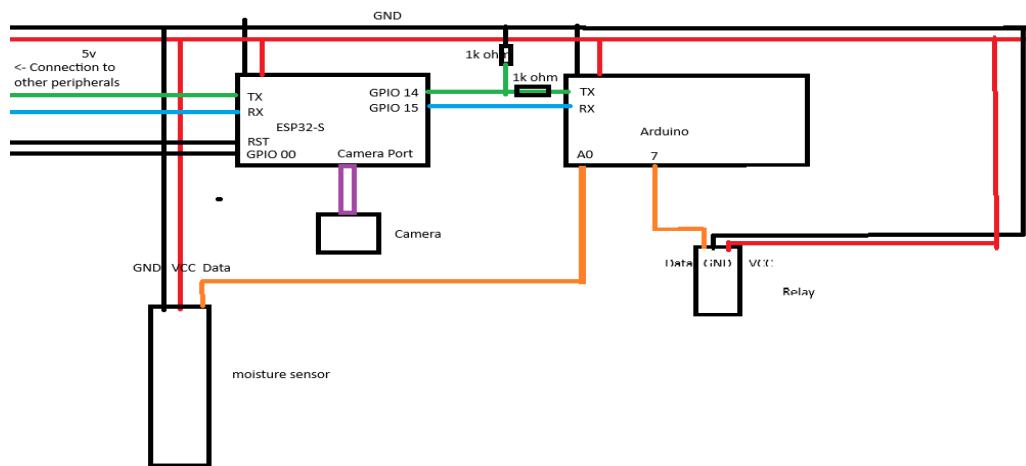 GND
5v
<- Connection to
other peripherals
1k ohm
1k ohm
TX
RX
ESP32-S
RST
GPIO 00
GPIO 14
GPIO 15
Camera Port
TX
RX
Arduino
A0
7
Camera
GND VCC Data
Data GND VCC
Relay
moisture sensor